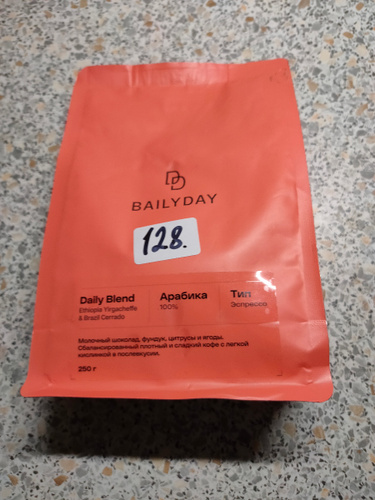 BAILYDAY
128.
Daily Blend
Ethiopia Yirgacheffe
& Brazil Cerrado
Арабика
100%
Тип
Эспрессо
Молочный шоколад, фундук, цитрусы и ягоды.
Сбалансированный плотный и сладкий кофе с легкой
кислинкой в послевкусии.
250 г